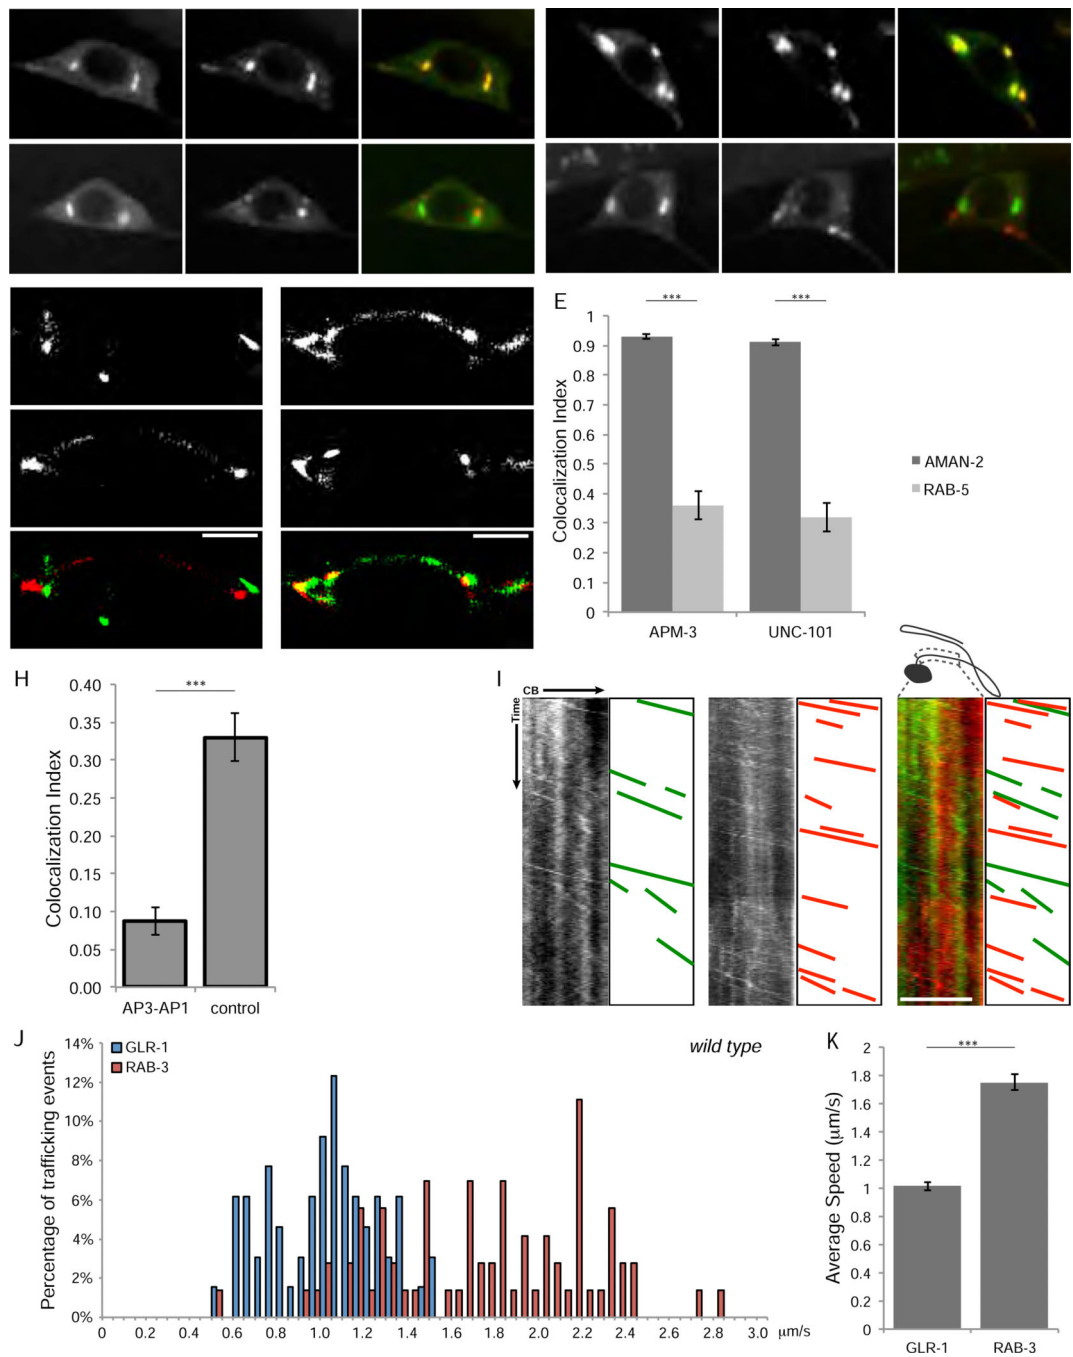 E
***
***
1
0.9
0.8
0.7
0.6
0.5
0.4
0.3
0.2
0.1
0
Colocalization Index
AMAN-2
RAB-5
APM-3
UNC-101
H
***
0.40
0.35
0.30
0.25
0.20
0.15
0.10
0.05
0.00
Colocalization Index
AP3-AP1
control
I
CB
Time
J
14%
12%
10%
8%
6%
4%
2%
0%
Percentage of trafficking events
GLR-1
RAB-3
wild type
0
0.2
0.4
0.6
0.8
1.0
1.2
1.4
1.6
1.8
2.0
2.2
2.4
2.6
2.8
3.0
µm/s
K
***
2
1.8
1.6
1.4
1.2
1
0.8
0.6
0.4
0.2
0
Average Speed (µm/s)
GLR-1
RAB-3